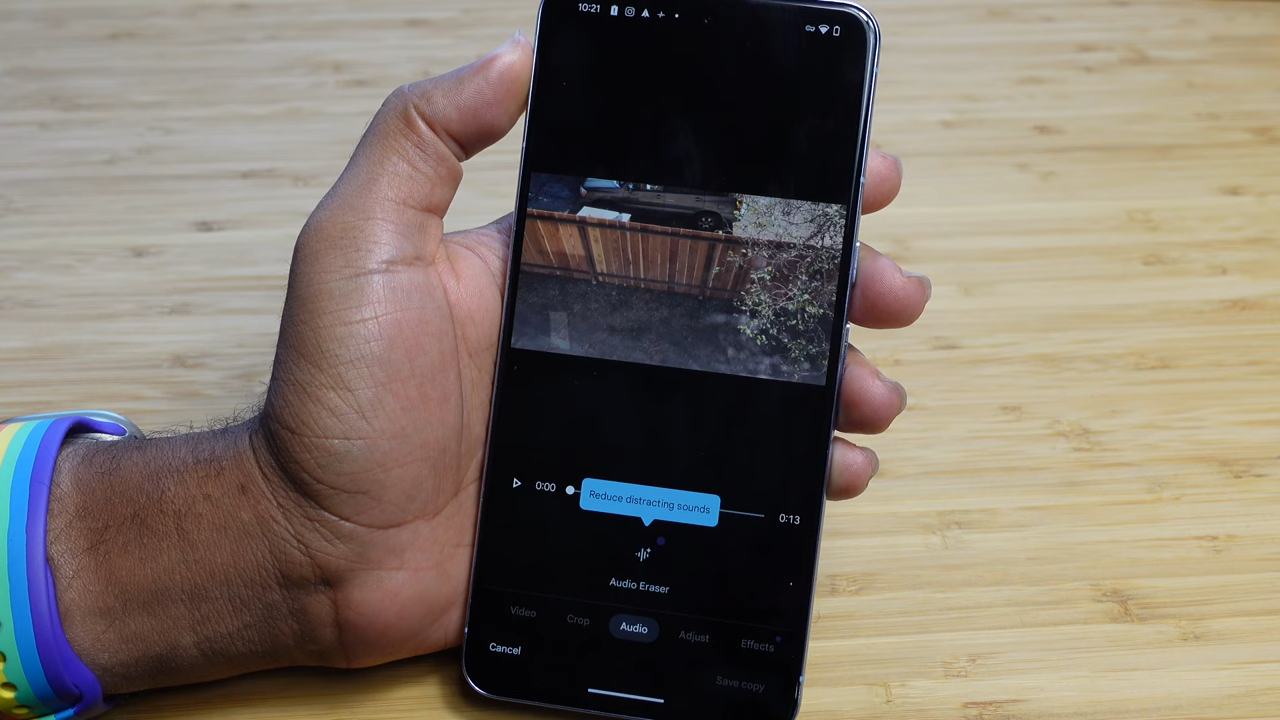 10:21
0:00
Reduce distracting sounds
0:13
Audio Eraser
Video
Crop
Audio
Adjust
Effects
Cancel
Save copy